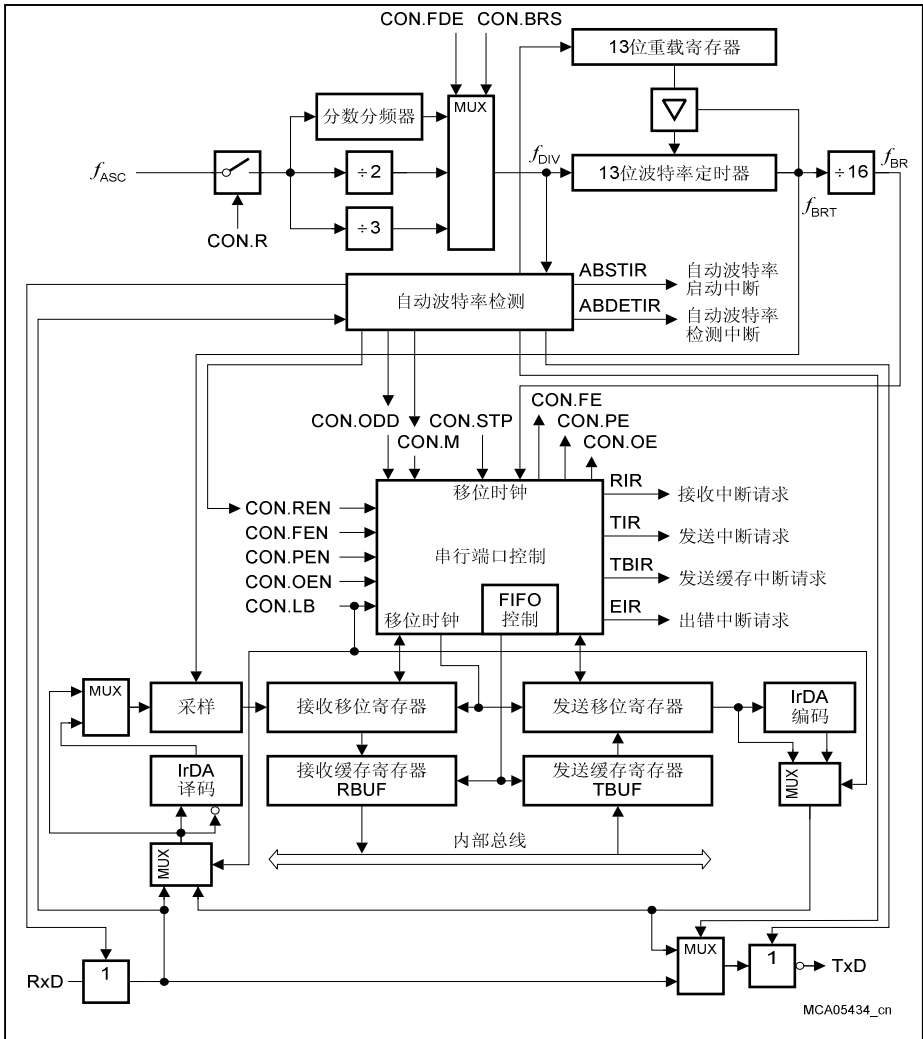 CON.FDE CON.BRS
13位重载寄存器
分数分频器
MUX
fASC
÷2
fDIV
13位波特率定时器
÷16
fBR
÷3
fBRT
CON.R
自动波特率检测
ABSTIR
自动波特率
启动中断
ABDETIR
自动波特率
检测中断
CON.FE
CON.ODD
CON.STP
CON.PE
CON.M
CON.OE
移位时钟
RIR
接收中断请求
CON.REN
CON.FEN
TIR
发送中断请求
串行端口控制
CON.PEN
TBIR
发送缓存中断请求
CON.OEN
CON.LB
FIFO
控制
移位时钟
EIR
出错中断请求
MUX
采样
接收移位寄存器
发送移位寄存器
IrDA
编码
IrDA
译码
接收缓存寄存器
RBUF
发送缓存寄存器
TBUF
MUX
MUX
内部总线
RxD
1
MUX
1
TxD
MCA05434_cn